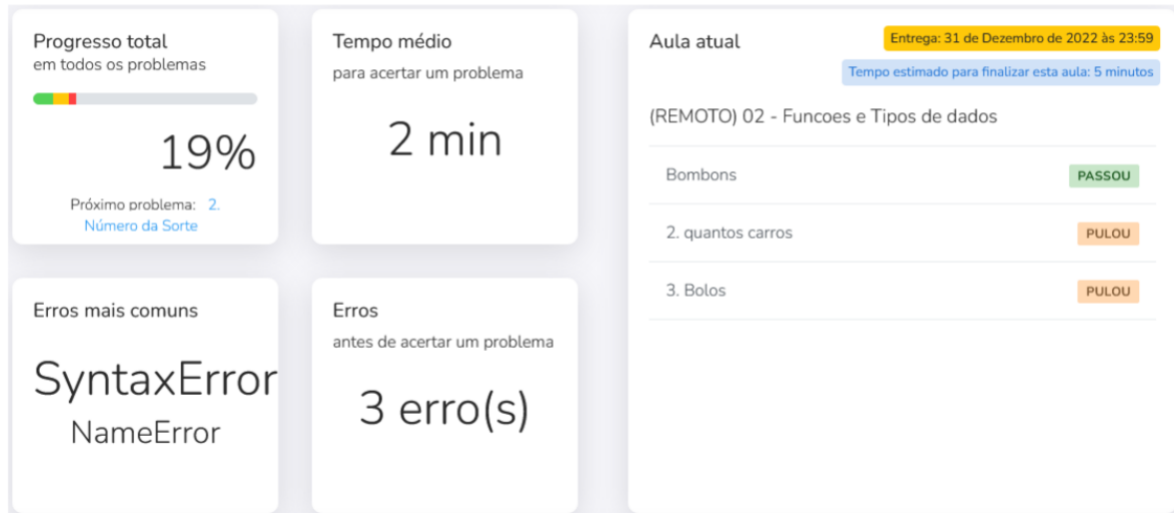 Progresso total
em todos os problemas
19%
Próximo problema: 2.
Número da Sorte
Tempo médio
para acertar um problema
2 min
Erros mais comuns
SyntaxError
NameError
Erros
antes de acertar um problema
3 erro(s)
Aula atual
Entrega: 31 de Dezembro de 2022 às 23:59
Tempo estimado para finalizar esta aula: 5 minutos
(REMOTO) 02 - Funcoes e Tipos de dados
Bombons PASSOU
2. quantos carros PULOU
3. Bolos PULOU